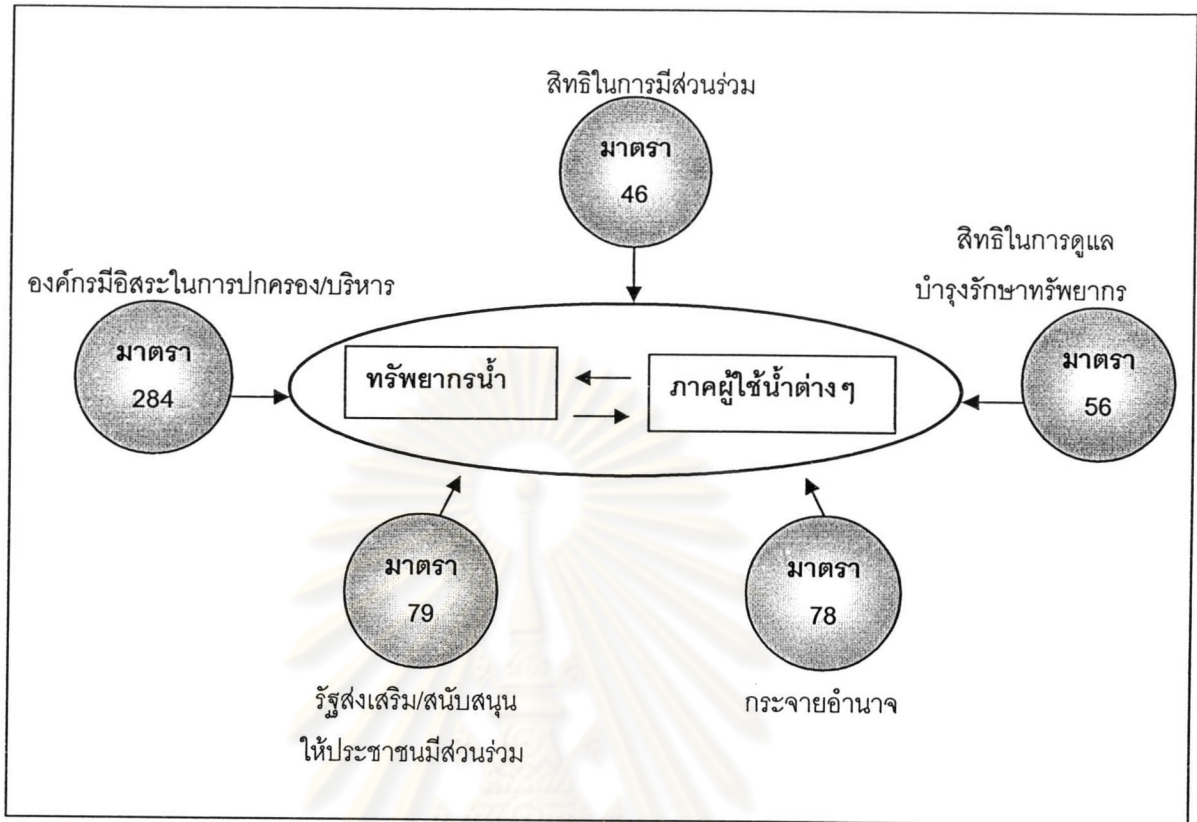 สิทธิในการมีส่วนร่วม
มาตรา
46
สิทธิในการดูแล
บำรุงรักษาทรัพยากร
องค์กรมีอิสระในการปกครอง/บริหาร
มาตรา
284
ทรัพยากรน้ำ
ภาคผู้ใช้น้ำต่างๆ
มาตรา
56
มาตรา
79
มาตรา
78
รัฐส่งเสริม/สนับสนุน
ให้ประชาชนมีส่วนร่วม
กระจายอำนาจ